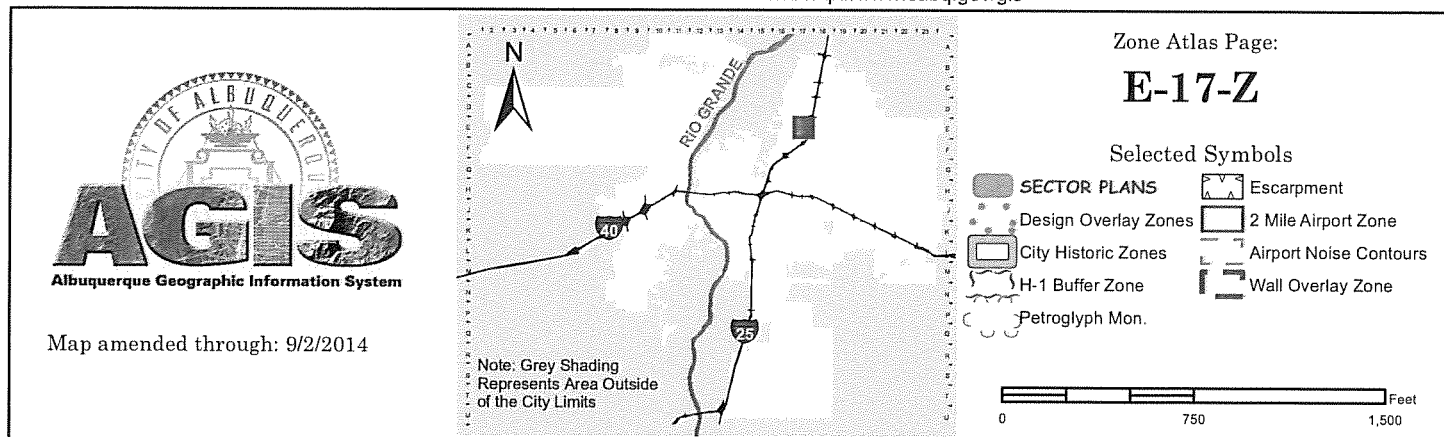 CITY OF ALBUQUERQUE
AGIS
Albuquerque Geographic Information System
Map amended through: 9/2/2014
N
RIO GRANDE
40
25
Note: Grey Shading
Represents Area Outside
of the City Limits
Zone Atlas Page:
E-17-Z
Selected Symbols
SECTOR PLANS
Escarpment
Design Overlay Zones
2 Mile Airport Zone
City Historic Zones
Airport Noise Contours
H-1 Buffer Zone
Wall Overlay Zone
Petroglyph Mon.
Feet
0
750
1,500